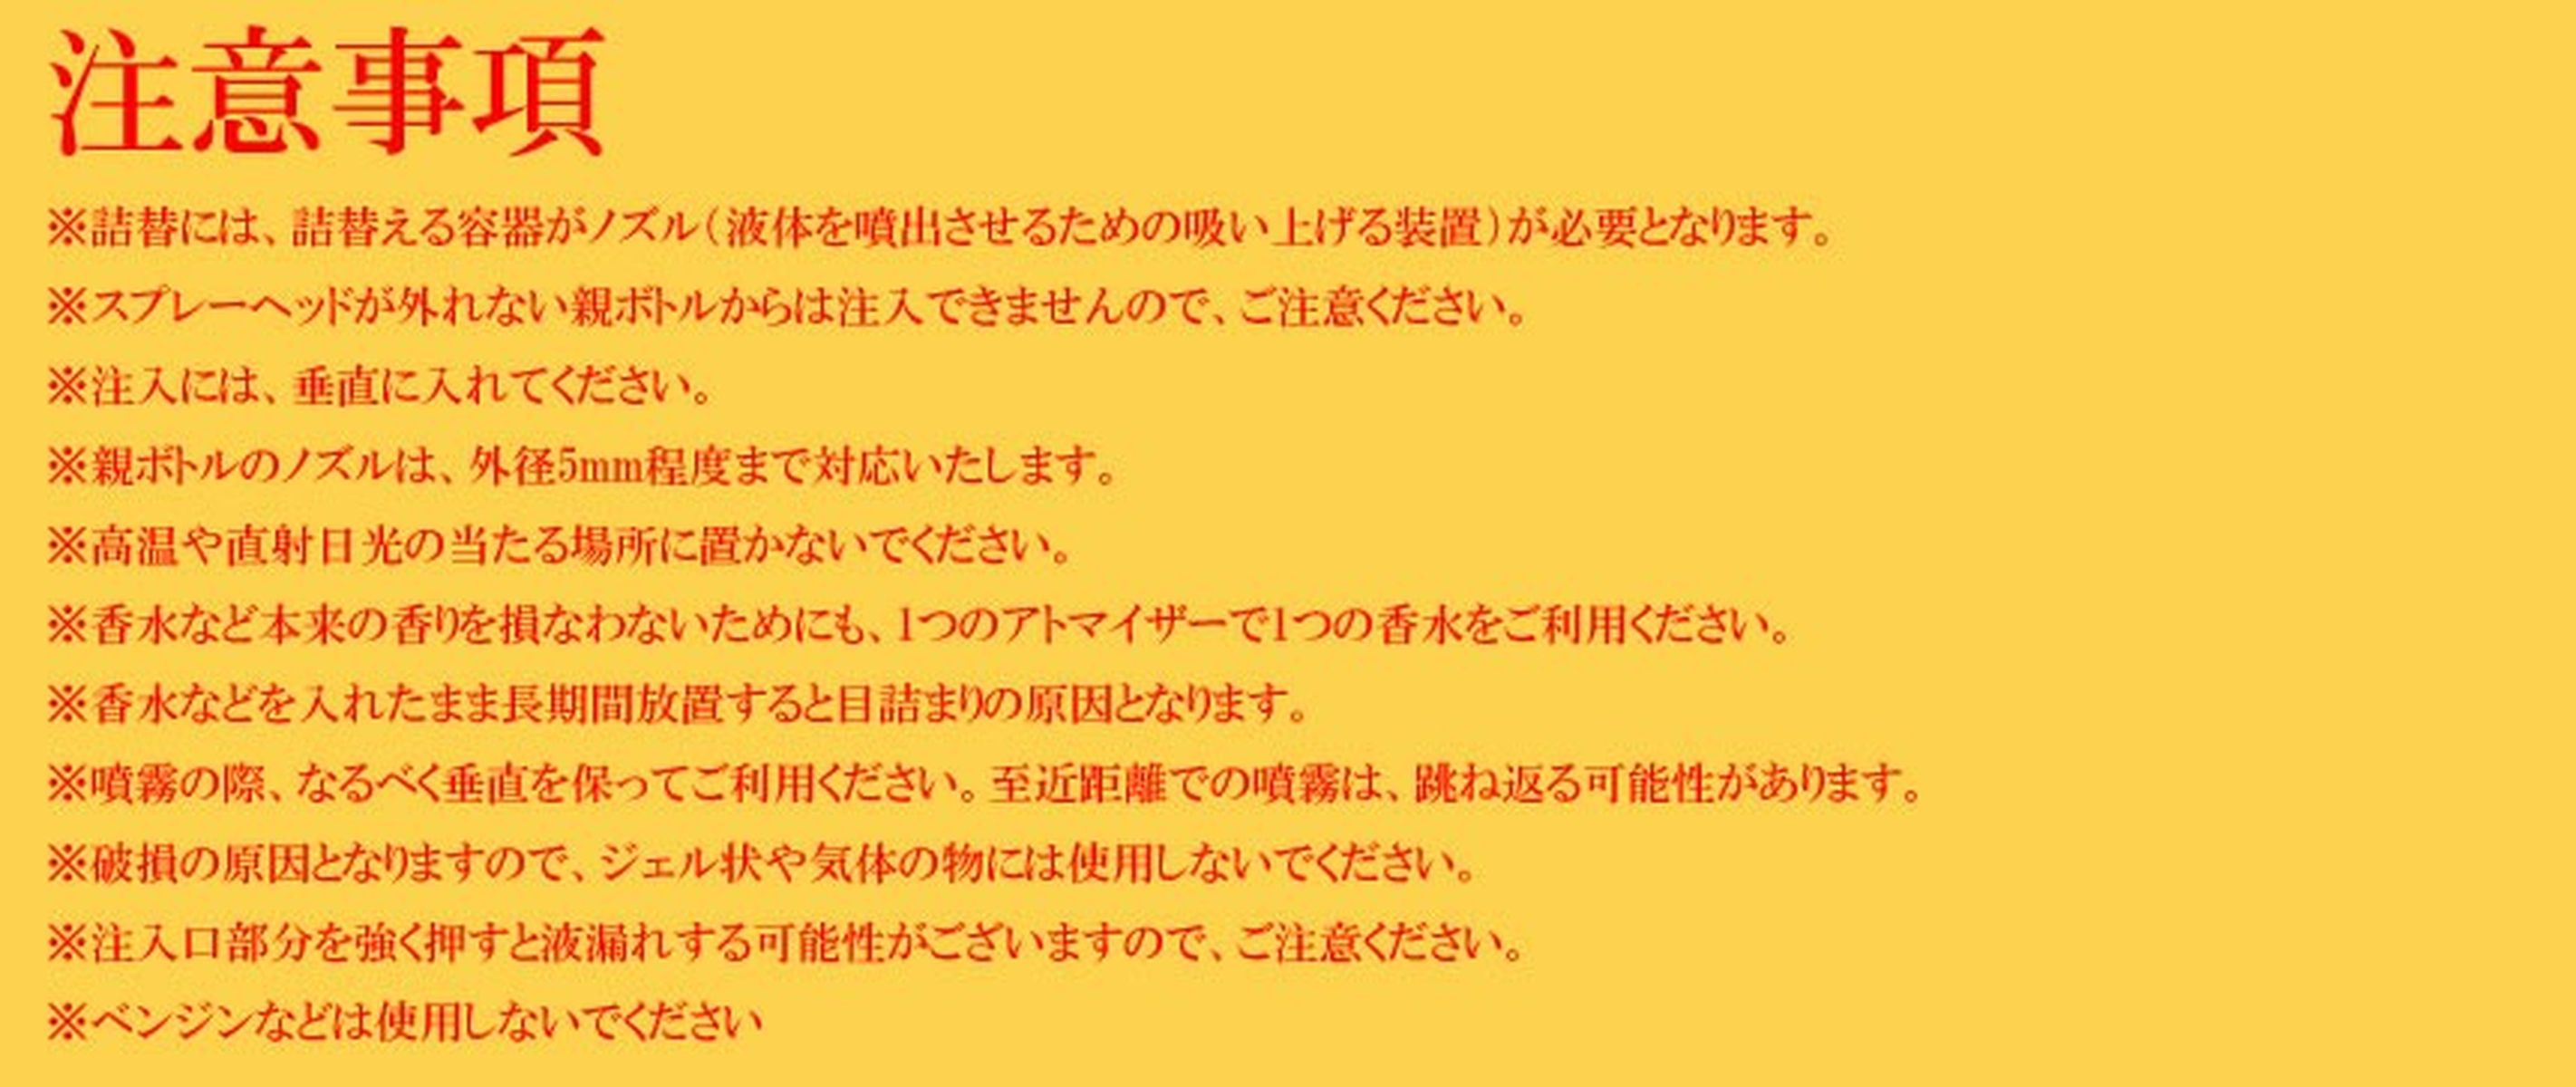 注意事項
※詰替には、詰替える容器がノズル(液体を噴出させるための吸い上げる装置)が必要となります。
※スプレーヘッドが外れない親ボトルからは注入できませんので、ご注意ください。
※注入には、垂直に入れてください。
※親ボトルのノズルは、外径5mm程度まで対応いたします。
※高温や直射日光の当たる場所に置かないでください。
※香水など本来の香りを損なわないためにも、1つのアトマイザーで1つの香水をご利用ください。
※香水などを入れたまま長期間放置すると目詰まりの原因となります。
※噴霧の際、なるべく垂直を保ってご利用ください。至近距離での噴霧は、跳ね返る可能性があります。
※破損の原因となりますので、ジェル状や気体の物には使用しないでください。
※注入口部分を強く押すと液漏れする可能性がございますので、ご注意ください。
※ベンジンなどは使用しないでください